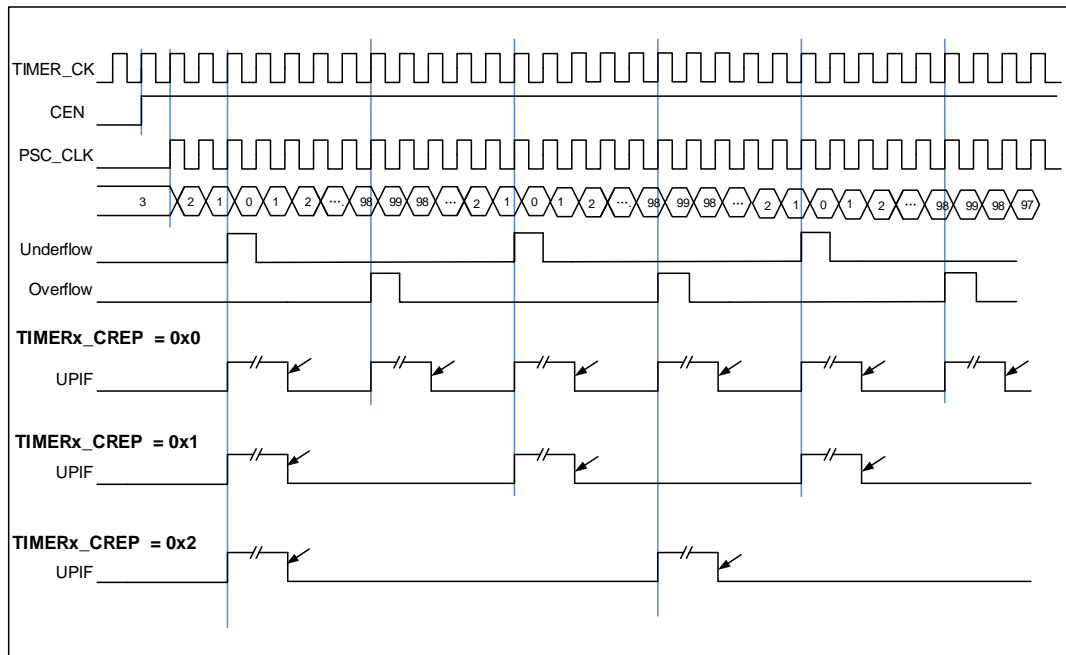 TIMER_CK
CEN
PSC_CLK
3 2 1 0 1 2 .... 98 99 98 ... 2 1 0 1 2 .... 98 99 98 ... 2 1 0 1 2 ... 98 99 98 97
Underflow
Overflow
TIMERx_CREP = 0x0
UPIF
TIMERx_CREP = 0x1
UPIF
TIMERx_CREP = 0x2
UPIF